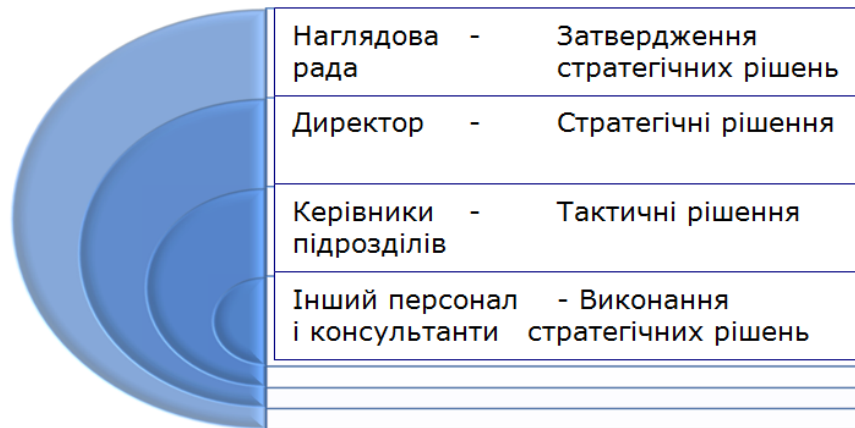 Наглядова - Затвердження
рада стратегічних рішень
Директор - Стратегічні рішення
Керівники - Тактичні рішення
підрозділів
Інший персонал - Виконання
і консультанти стратегічних рішень